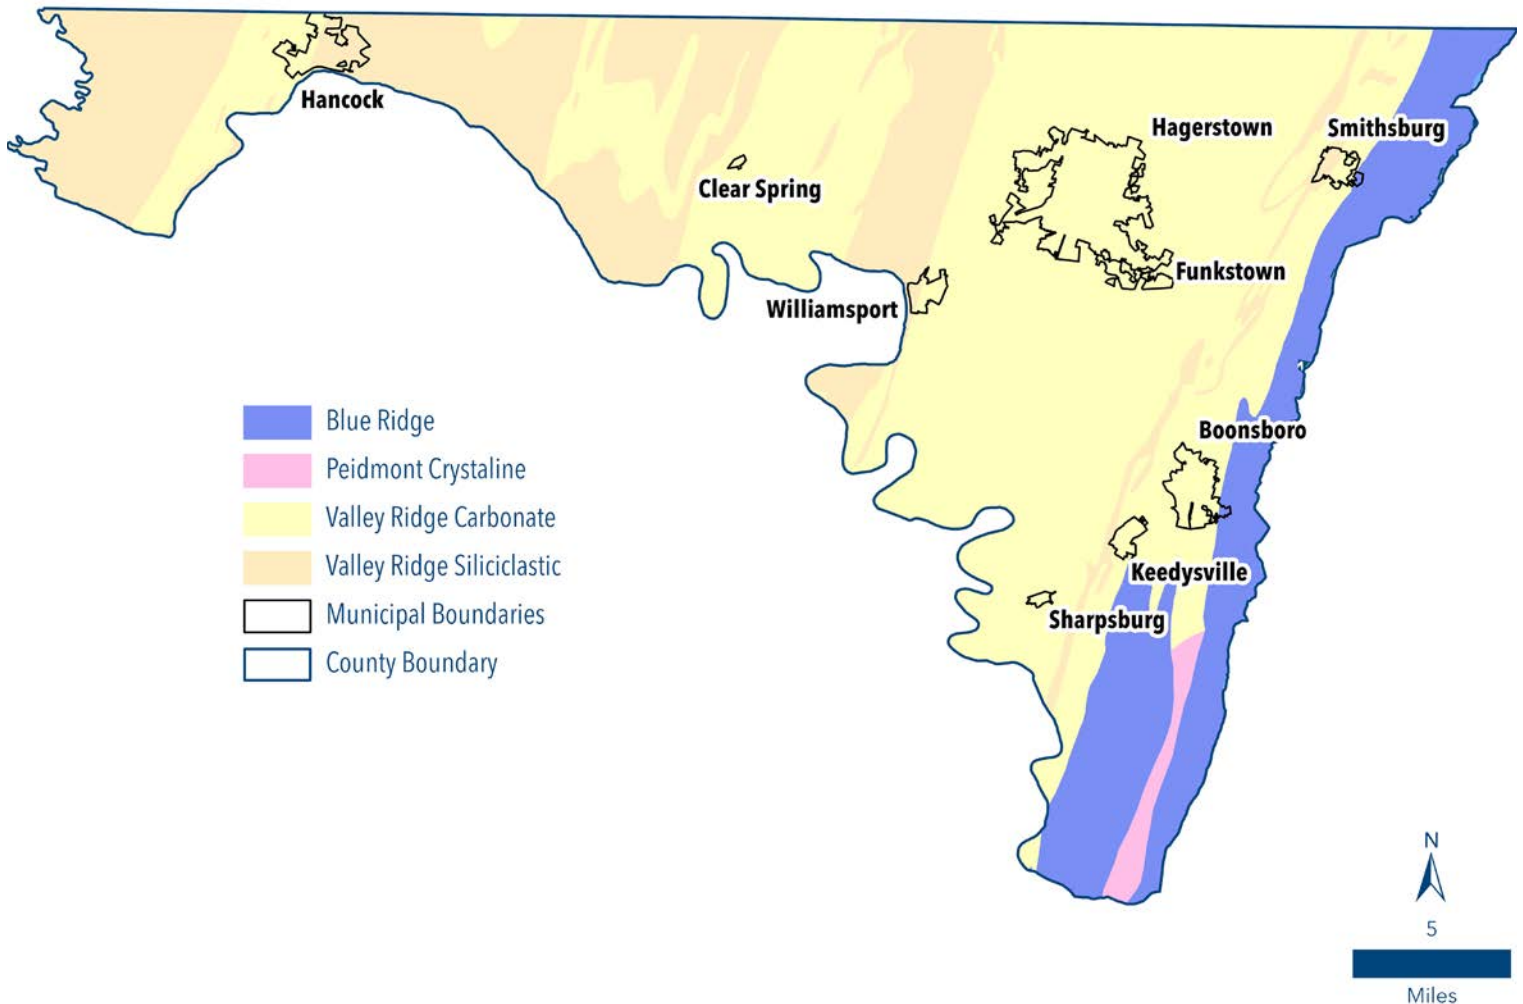 Hancock
Hagerstown
Smithsburg
Clear Spring
Funkstown
Williamsport
Boonsboro
Keedysville
Sharpsburg
Blue Ridge
Peidmont Crystaline
Valley Ridge Carbonate
Valley Ridge Siliciclastic
Municipal Boundaries
County Boundary
N
5
Miles